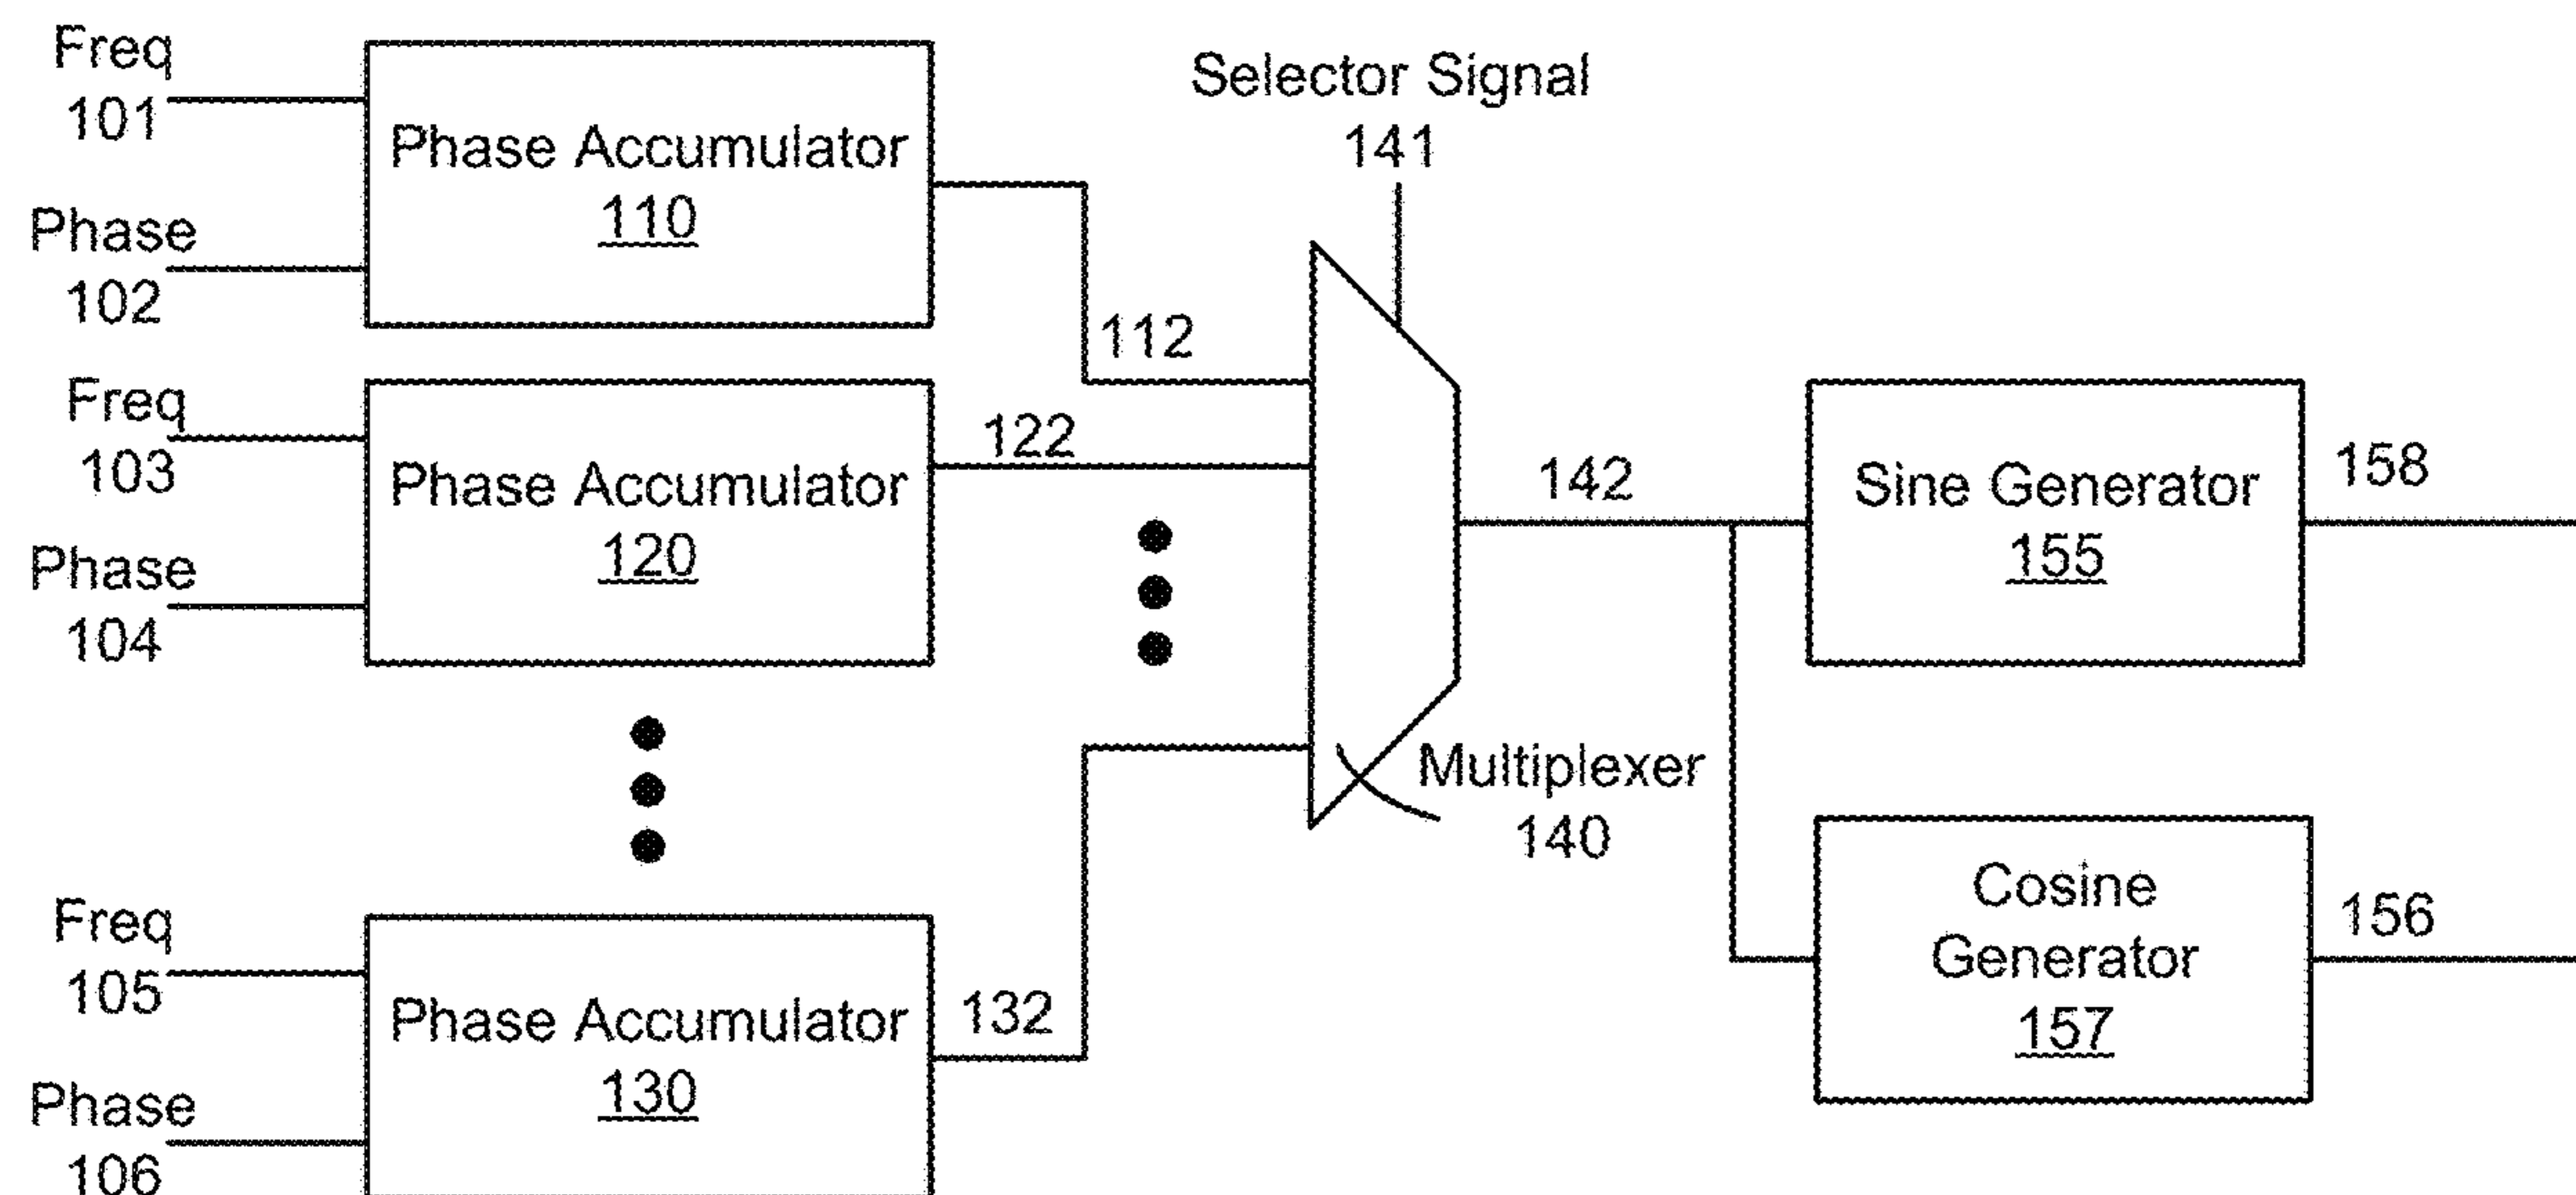 Freq
101
Phase
102
Phase Accumulator
110
Selector Signal
141
112
Freq
103
Phase
104
Phase Accumulator
120
122
142
Sine Generator
155
158
Multiplexer
140
Cosine
Generator
157
156
Freq
105
Phase
106
Phase Accumulator
130
132